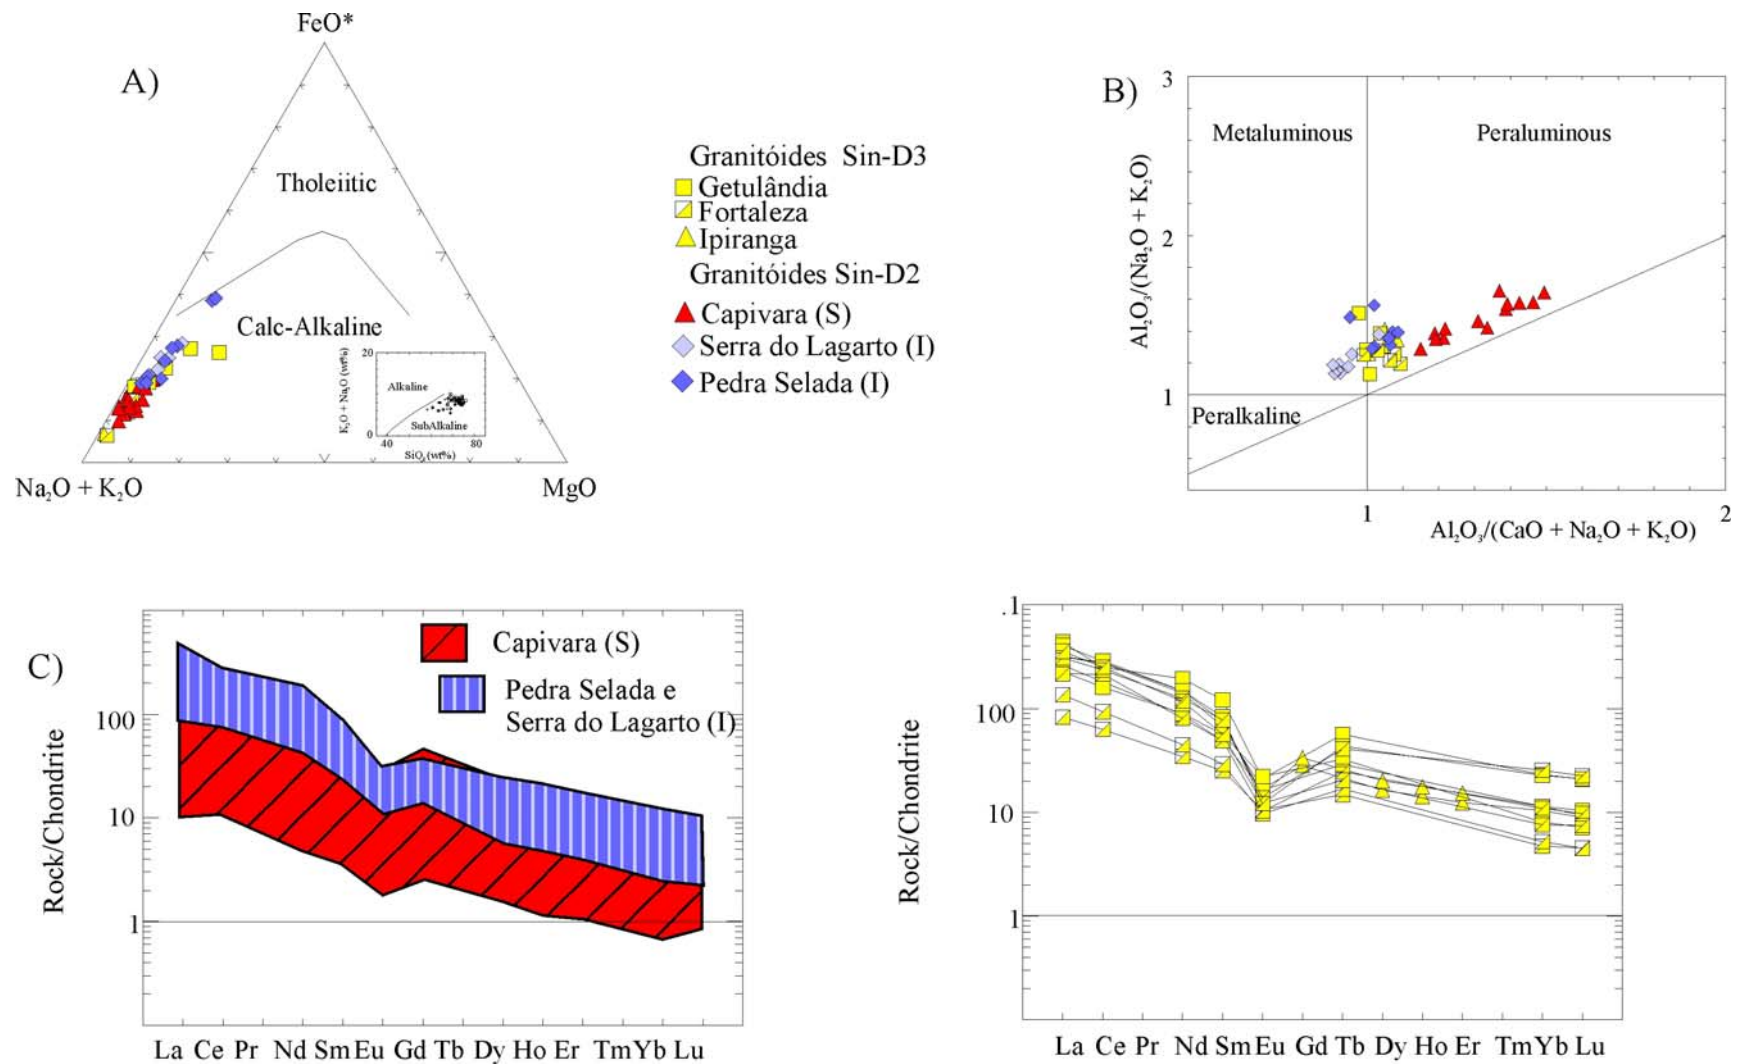 A)
FeO*
Tholeiitic
Calc-Alkaline
Na₂O + K₂O
MgO
K₂O + Na₂O (wt%)
20
0
Alkaline
SubAlkaline
40
80
SiO₂ (wt%)
Granitóides Sin-D3
Getulândia
Fortaleza
Ipiranga
Granitóides Sin-D2
Capivara (S)
Serra do Lagarto (I)
Pedra Selada (I)
B)
Al₂O₃/(Na₂O + K₂O)
3
2
1
Metaluminous
Peraluminous
Peralkaline
1
2
Al₂O₃/(CaO + Na₂O + K₂O)
C)
Rock/Chondrite
100
10
1
Capivara (S)
Pedra Selada e
Serra do Lagarto (I)
La Ce Pr Nd Sm Eu Gd Tb Dy Ho Er Tm Yb Lu
Rock/Chondrite
.1
100
10
1
La Ce Pr Nd Sm Eu Gd Tb Dy Ho Er Tm Yb Lu